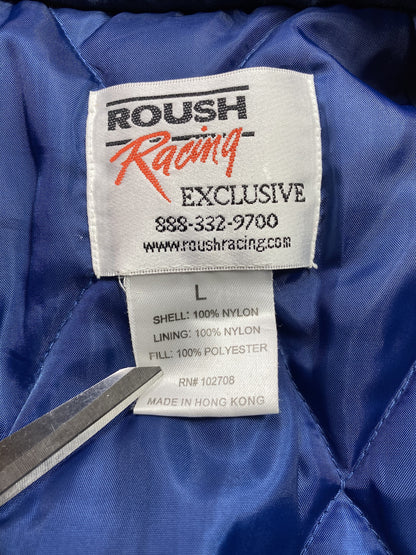 ROUSH
Racing
EXCLUSIVE
888-332-9700
www.roushracing.com
L
SHELL: 100% NYLON
LINING: 100% NYLON
FILL: 100% POLYESTER
RN# 102708
MADE IN HONG KONG